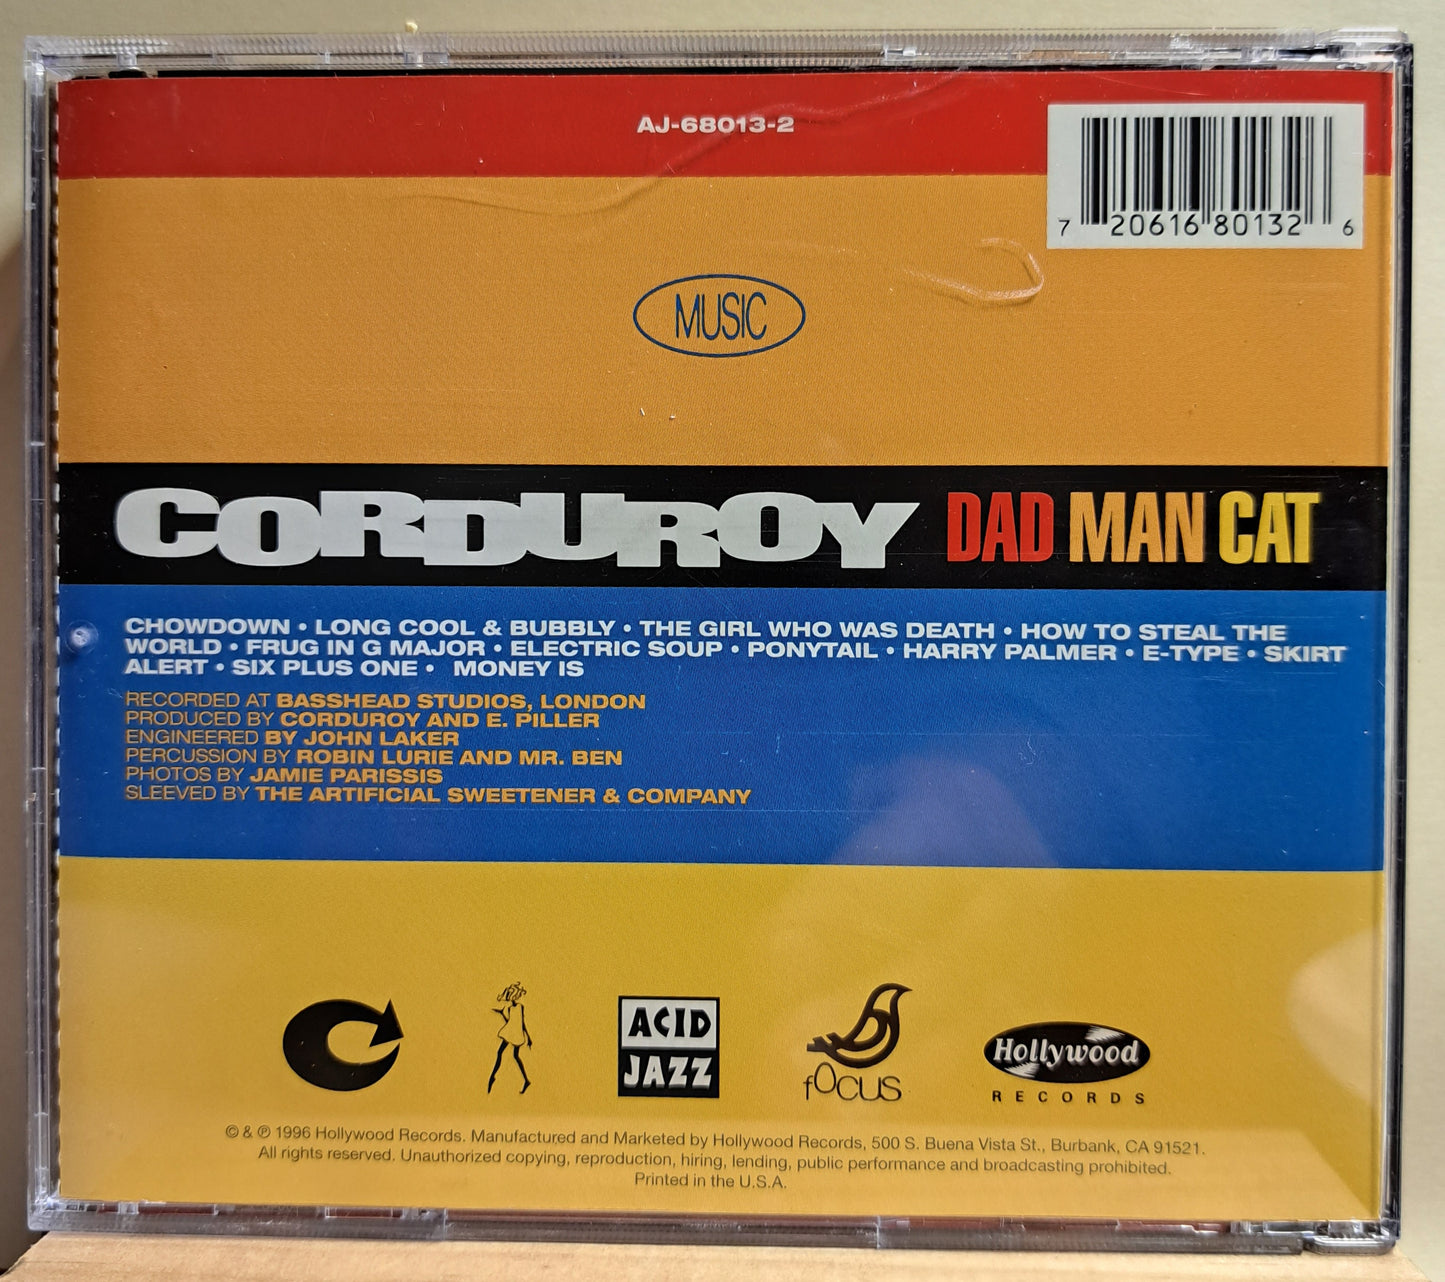 AJ-68013-2
7 20616 80132 6
MUSIC
CORDUROY DAD MAN CAT
CHOWDOWN • LONG COOL & BUBBLY • THE GIRL WHO WAS DEATH • HOW TO STEAL THE
WORLD • FRUG IN G MAJOR • ELECTRIC SOUP • PONYTAIL • HARRY PALMER • E-TYPE • SKIRT
ALERT • SIX PLUS ONE • MONEY IS
RECORDED AT BASSHEAD STUDIOS, LONDON
PRODUCED BY CORDUROY AND E. PILLER
ENGINEERED BY JOHN LAKER
PERCUSSION BY ROBIN LURIE AND MR. BEN
PHOTOS BY JAMIE PARISSIS
SLEEVED BY THE ARTIFICIAL SWEETENER & COMPANY
ACID
JAZZ
fOCUS
Hollywood
RECORDS
© & ℗ 1996 Hollywood Records. Manufactured and Marketed by Hollywood Records, 500 S. Buena Vista St., Burbank, CA 91521.
All rights reserved. Unauthorized copying, reproduction, hiring, lending, public performance and broadcasting prohibited.
Printed in the U.S.A.